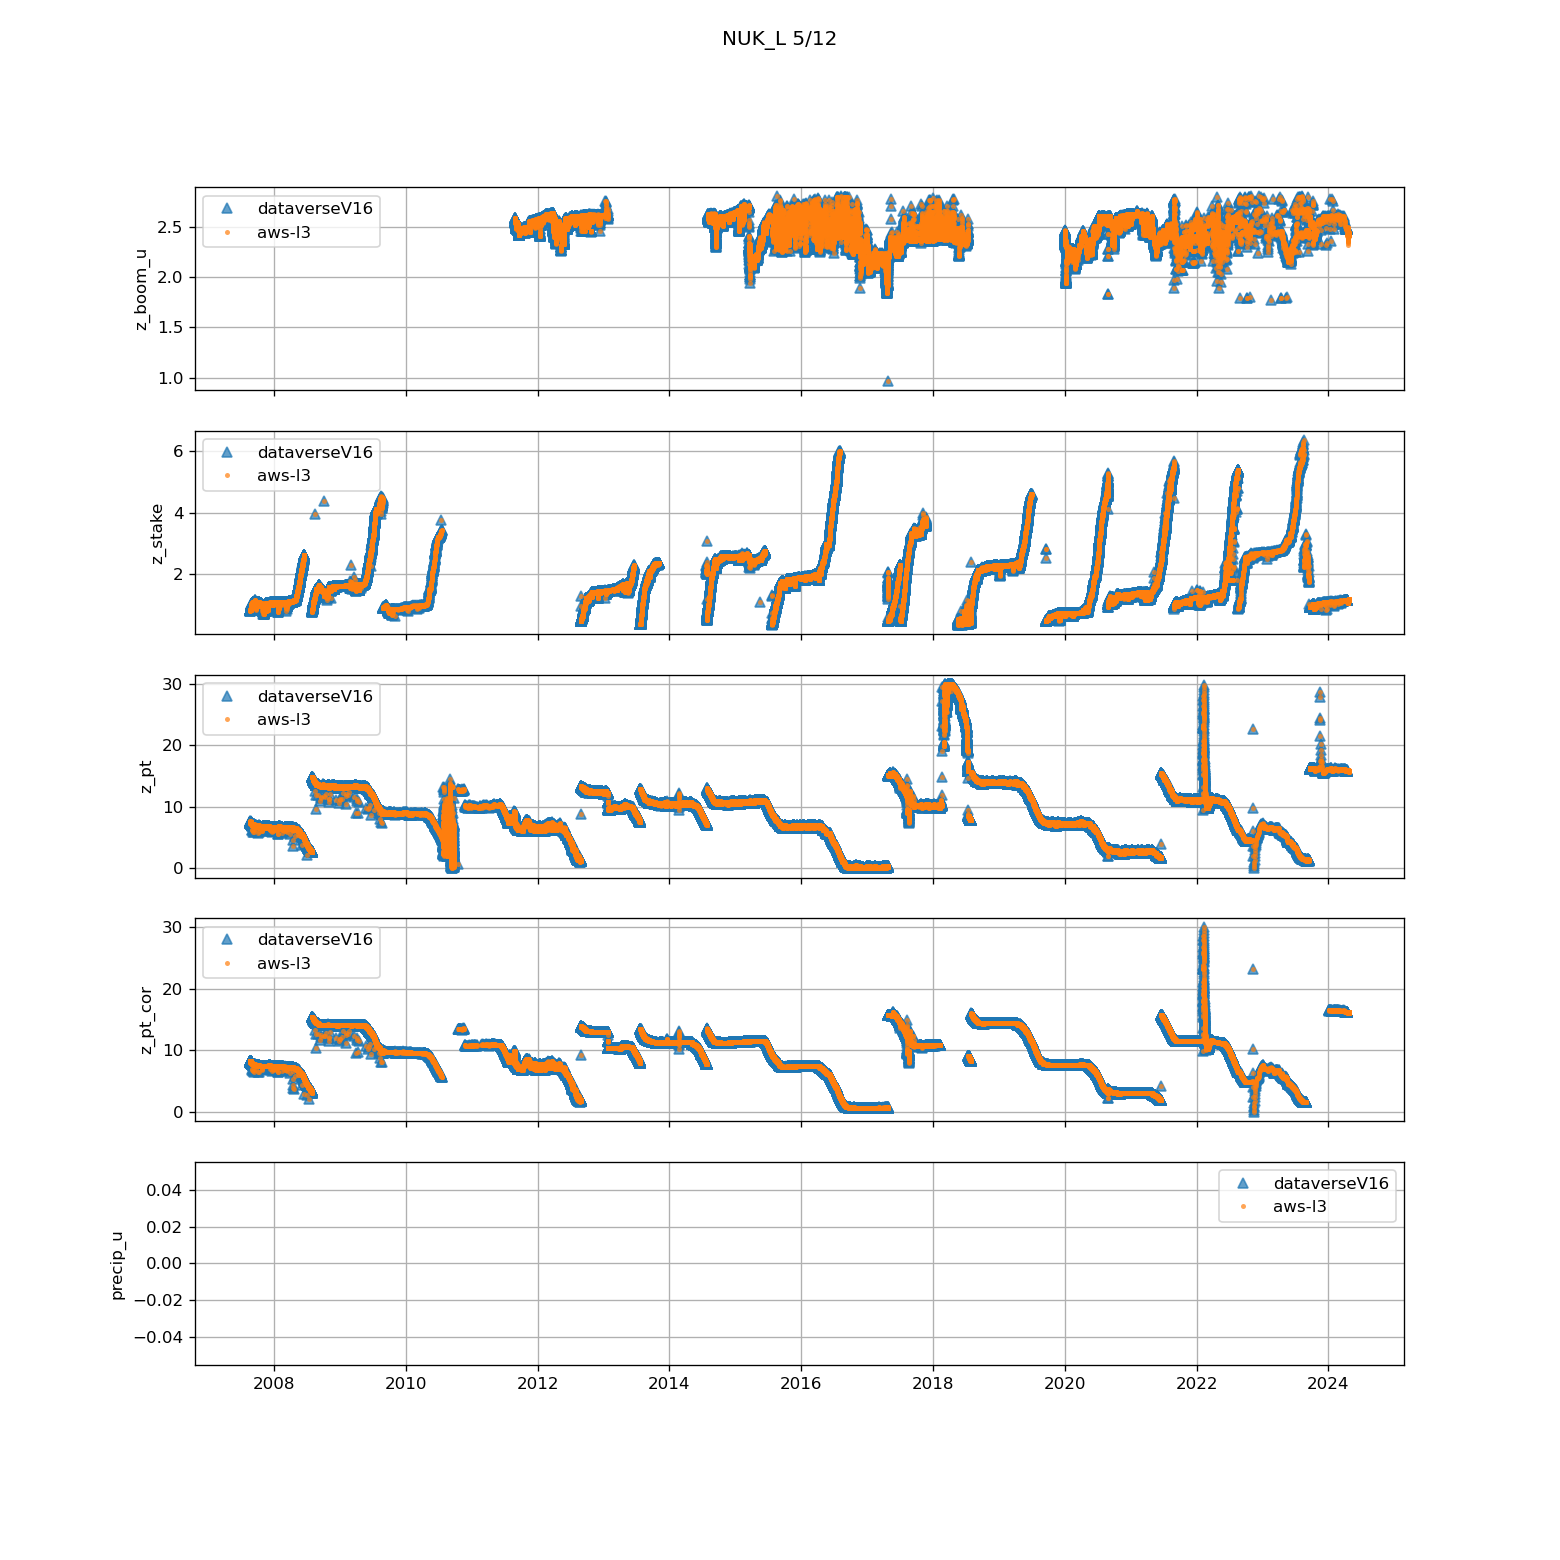 NUK_L 5/12
z_boom_u
2.5
2.0
1.5
1.0
dataverseV16
aws-l3
z_stake
6
4
2
dataverseV16
aws-l3
z_pt
30
20
10
0
dataverseV16
aws-l3
z_pt_cor
30
20
10
0
dataverseV16
aws-l3
precip_u
0.04
0.02
0.00
−0.02
−0.04
dataverseV16
aws-l3
2008 2010 2012 2014 2016 2018 2020 2022 2024